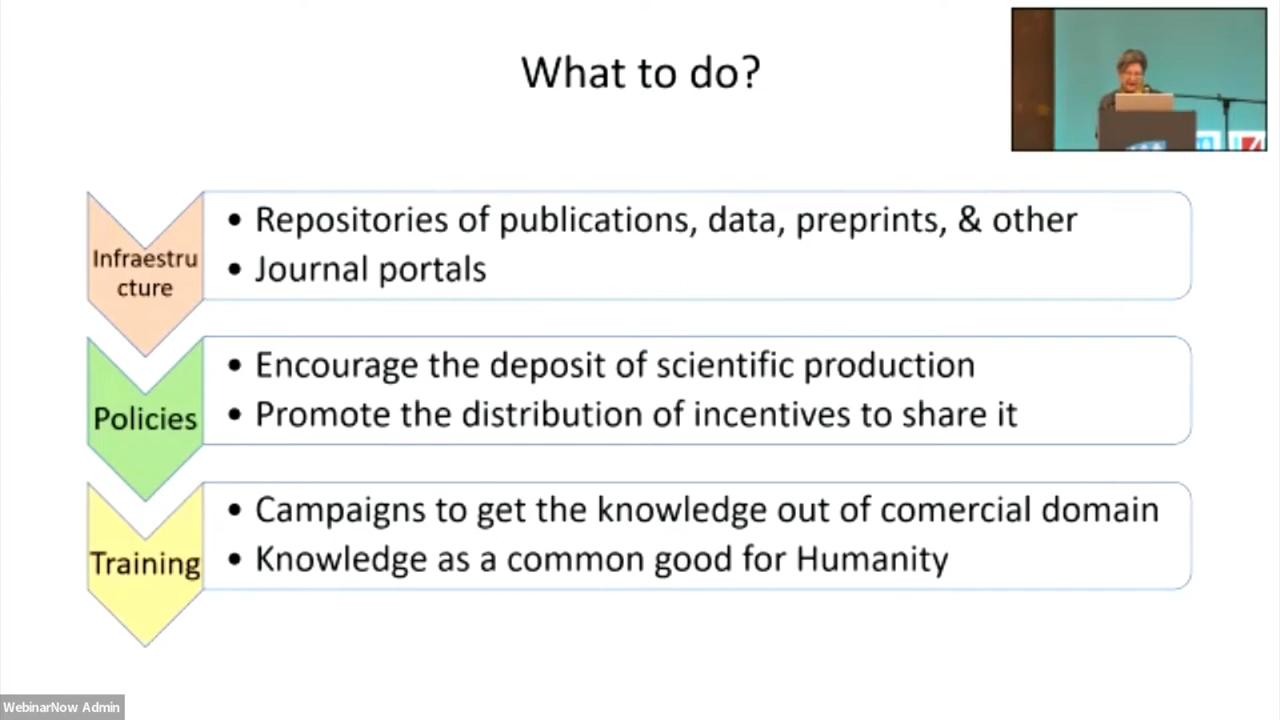 What to do?
Infraestru
cture
• Repositories of publications, data, preprints, & other
• Journal portals
Policies
• Encourage the deposit of scientific production
• Promote the distribution of incentives to share it
Training
• Campaigns to get the knowledge out of comercial domain
• Knowledge as a common good for Humanity
WebinarNow Admin